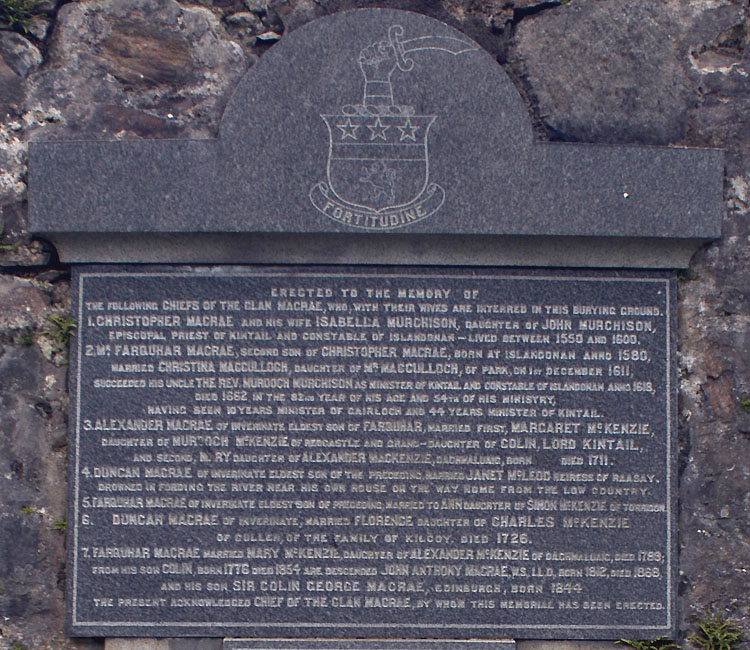 FORTITUDINE
ERECTED TO THE MEMORY OF
THE FOLLOWING CHIEFS OF THE CLAN MACRAE, WHO, WITH THEIR WIVES ARE INTERRED IN THIS BURYING GROUND.
1. CHRISTOPHER MACRAE AND HIS WIFE ISABELLA MURCHISON, DAUGHTER OF JOHN MURCHISON,
EPISCOPAL PRIEST OF KINTAIL AND CONSTABLE OF ISLANDONAN – LIVED BETWEEN 1550 AND 1600.
2. MR FARQUHAR MACRAE, SECOND SON OF CHRISTOPHER MACRAE, BORN AT ISLANDONAN ANNO 1580,
MARRIED CHRISTINA MACCULLOCH, DAUGHTER OF MR MACCULLOCH, OF PARK, ON 1ST DECEMBER 1611,
SUCCEEDED HIS UNCLE THE REV. MURDOCH MURCHISON AS MINISTER OF KINTAIL AND CONSTABLE OF ISLANDONAN ANNO 1618,
DIED 1662 IN THE 82ND YEAR OF HIS AGE AND 54TH OF HIS MINISTRY,
HAVING BEEN 10 YEARS MINISTER OF GAIRLOCH AND 44 YEARS MINISTER OF KINTAIL.
3. ALEXANDER MACRAE OF INVERINATE ELDEST SON OF FARQUHAR, MARRIED FIRST, MARGARET McKENZIE,
DAUGHTER OF MURDOCH McKENZIE OF REDCASTLE AND GRAND-DAUGHTER OF COLIN, LORD KINTAIL,
AND SECOND, M RY DAUGHTER OF ALEXANDER MACKENZIE, DACHMALUAIC, BORN DIED 1711.
4. DUNCAN MACRAE OF INVERINATE ELDEST SON OF THE PRECEDING, MARRIED JANET McLEOD HEIRESS OF RAASAY.
DROWNED IN FORDING THE RIVER NEAR HIS OWN HOUSE ON THE WAY HOME FROM THE LOW COUNTRY.
5. FARQUHAR MACRAE OF INVERINATE ELDEST SON OF PRECEDING, MARRIED TO ANN DAUGHTER OF SIMON McKENZIE OF TORRIDON.
6. DUNCAN MACRAE OF INVERINATE, MARRIED FLORENCE DAUGHTER OF CHARLES McKENZIE
OF CULLEN, OF THE FAMILY OF KILCOY, DIED 1726.
7. FARQUHAR MACRAE MARRIED MARY McKENZIE, DAUGHTER OF ALEXANDER McKENZIE OF DACHMALUAIC, DIED 1789;
FROM HIS SON COLIN, BORN 1776 DIED 1854 ARE DESCENDED JOHN ANTHONY MACRAE, W.S., LL.D., BORN 1812, DIED 1868,
AND HIS SON SIR COLIN GEORGE MACRAE, EDINBURGH, BORN 1844
THE PRESENT ACKNOWLEDGED CHIEF OF THE CLAN MACRAE, BY WHOM THIS MEMORIAL HAS BEEN ERECTED.